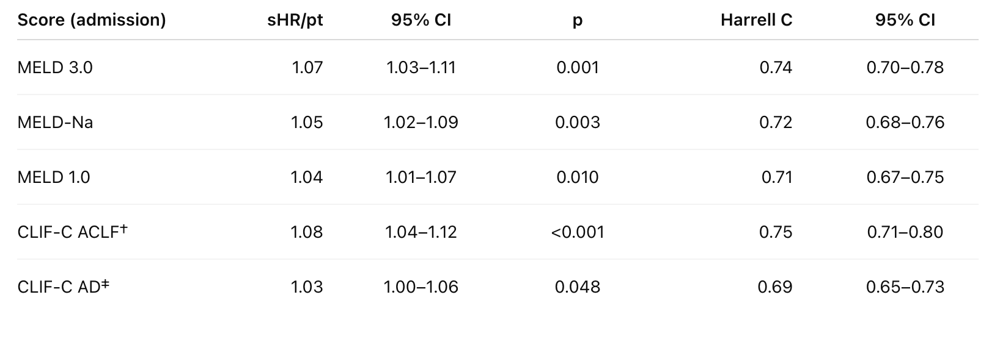 Score (admission) sHR/pt 95% CI p Harrell C 95% CI
MELD 3.0 1.07 1.03–1.11 0.001 0.74 0.70–0.78
MELD-Na 1.05 1.02–1.09 0.003 0.72 0.68–0.76
MELD 1.0 1.04 1.01–1.07 0.010 0.71 0.67–0.75
CLIF-C ACLF† 1.08 1.04–1.12 <0.001 0.75 0.71–0.80
CLIF-C AD‡ 1.03 1.00–1.06 0.048 0.69 0.65–0.73